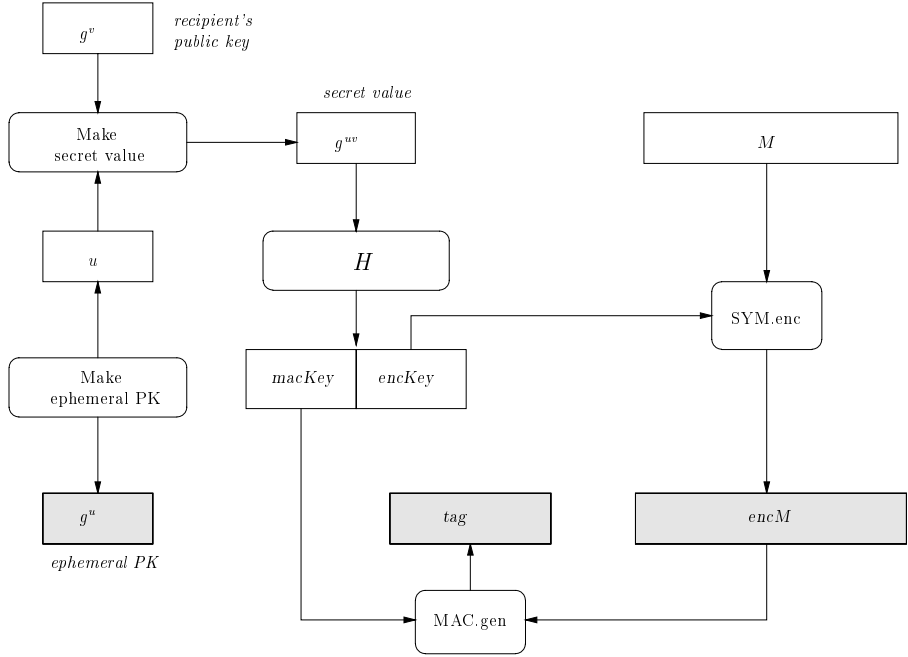 g^v
recipient's
public key
secret value
Make
secret value
g^{uv}
M
u
H
SYM.enc
macKey
encKey
Make
ephemeral PK
g^u
tag
encM
ephemeral PK
MAC.gen